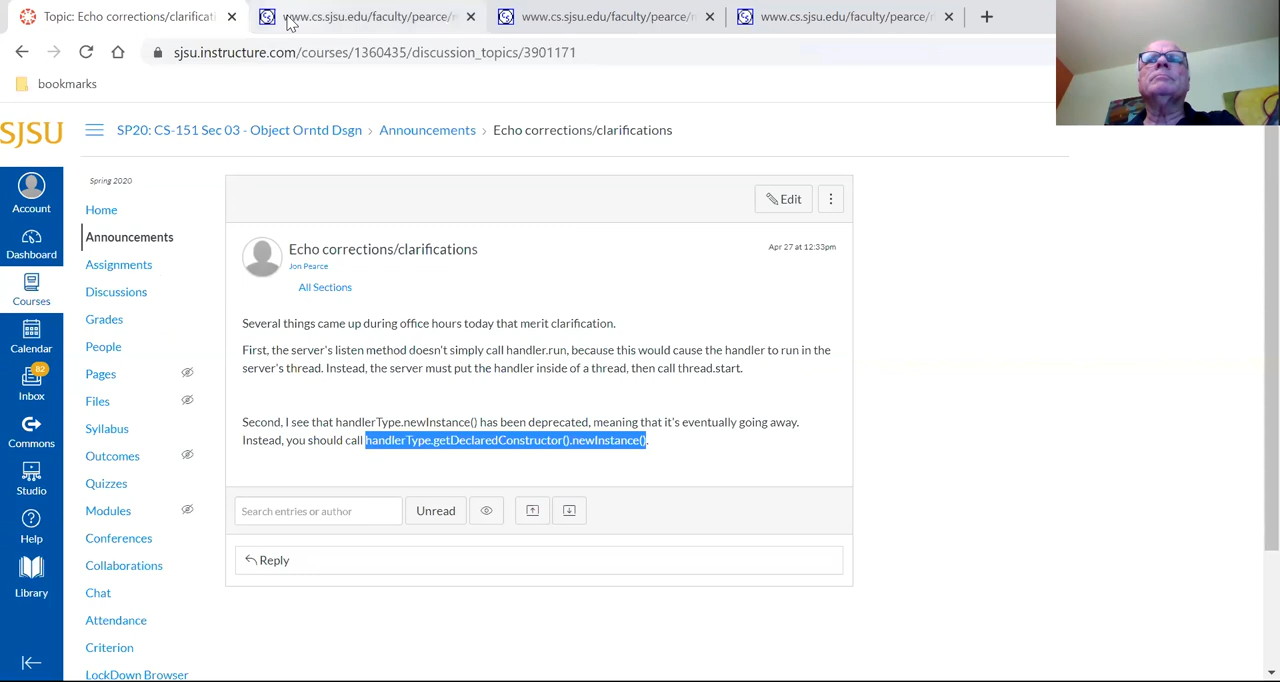 Topic: Echo corrections/clarificati
www.cs.sjsu.edu/faculty/pearce/
www.cs.sjsu.edu/faculty/pearce/
www.cs.sjsu.edu/faculty/pearce/
sjsu.instructure.com/courses/1360435/discussion_topics/3901171
bookmarks
SJSU
SP20: CS-151 Sec 03 - Object Orntd Dsgn › Announcements › Echo corrections/clarifications
Account
Dashboard
Courses
Calendar
82
Inbox
Commons
Studio
Help
Library
Spring 2020
Home
Announcements
Assignments
Discussions
Grades
People
Pages
Files
Syllabus
Outcomes
Quizzes
Modules
Conferences
Collaborations
Chat
Attendance
Criterion
LockDown Browser
Edit
Echo corrections/clarifications
Apr 27 at 12:33pm
Jon Pearce
All Sections
Several things came up during office hours today that merit clarification.
First, the server's listen method doesn't simply call handler.run, because this would cause the handler to run in the
server's thread. Instead, the server must put the handler inside of a thread, then call thread.start.
Second, I see that handlerType.newInstance() has been deprecated, meaning that it's eventually going away.
Instead, you should call handlerType.getDeclaredConstructor().newInstance().
Search entries or author
Unread
Reply